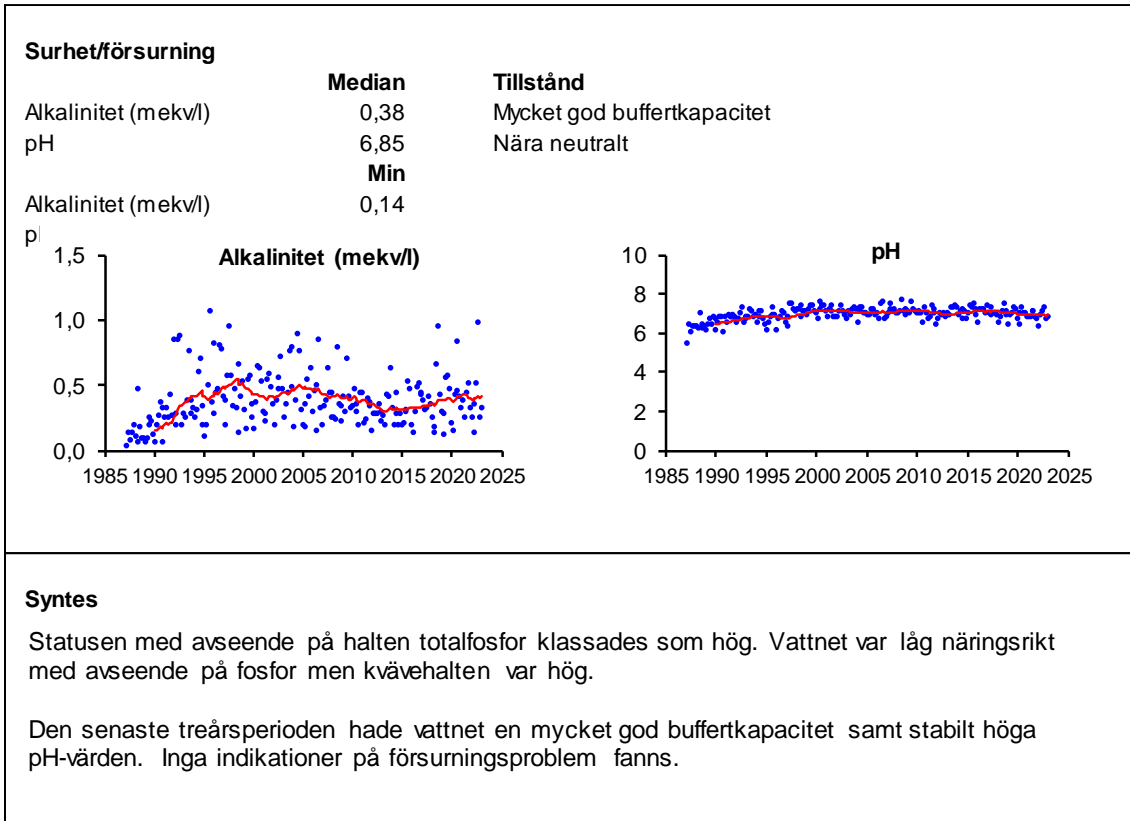 Surhet/försurning
Median Tillstånd
Alkalinitet (mekv/l) 0,38 Mycket god buffertkapacitet
pH 6,85 Nära neutralt
Min
Alkalinitet (mekv/l) 0,14
p
Alkalinitet (mekv/l)
1,5
1,0
0,5
0,0
1985 1990 1995 2000 2005 2010 2015 2020 2025
pH
10
8
6
4
2
0
1985 1990 1995 2000 2005 2010 2015 2020 2025
Syntes
Statusen med avseende på halten totalfosfor klassades som hög. Vattnet var låg näringsrikt
med avseende på fosfor men kvävehalten var hög.
Den senaste treårsperioden hade vattnet en mycket god buffertkapacitet samt stabilt höga
pH-värden. Inga indikationer på försurningsproblem fanns.